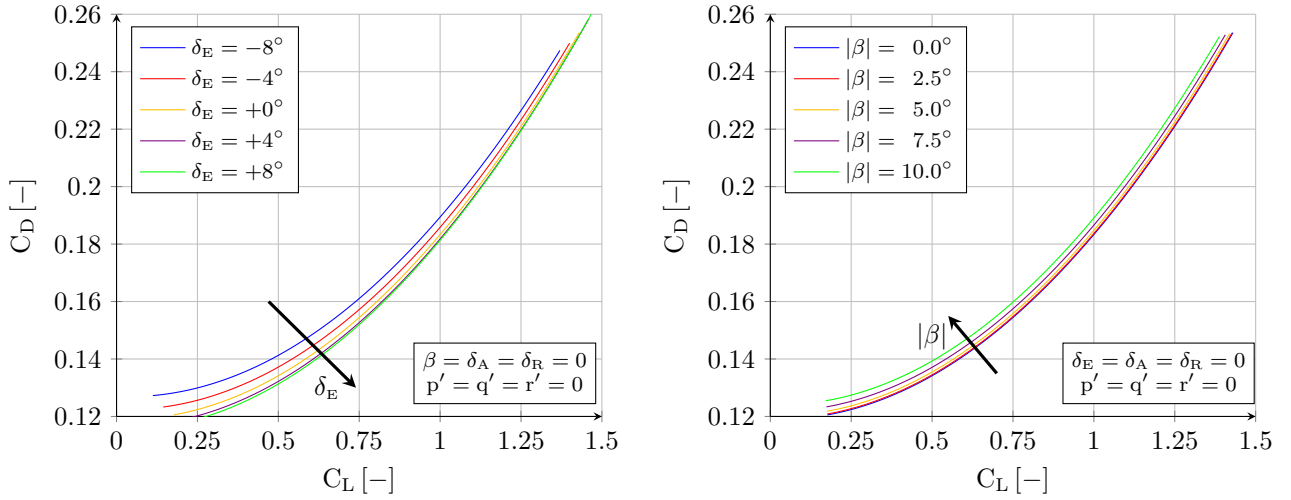 0.26
0.24
0.22
0.2
0.18
0.16
0.14
0.12
C_D [−]
δ_E = −8°
δ_E = −4°
δ_E = +0°
δ_E = +4°
δ_E = +8°
δ_E
β = δ_A = δ_R = 0
p′ = q′ = r′ = 0
0 0.25 0.5 0.75 1 1.25 1.5
C_L [−]
0.26
0.24
0.22
0.2
0.18
0.16
0.14
0.12
C_D [−]
|β| = 0.0°
|β| = 2.5°
|β| = 5.0°
|β| = 7.5°
|β| = 10.0°
|β|
δ_E = δ_A = δ_R = 0
p′ = q′ = r′ = 0
0 0.25 0.5 0.75 1 1.25 1.5
C_L [−]